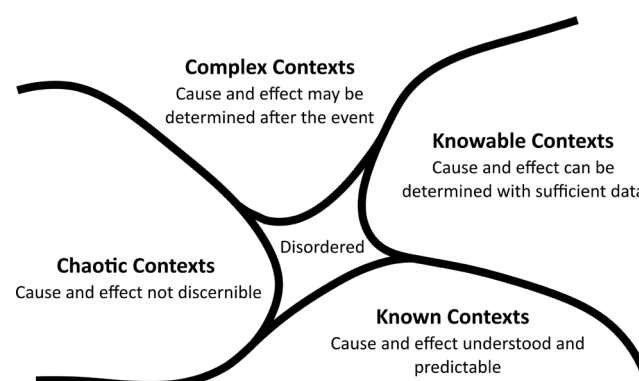 Complex Contexts
Cause and effect may be
determined after the event
Knowable Contexts
Cause and effect can be
determined with sufficient data
Disordered
Chaotic Contexts
Cause and effect not discernible
Known Contexts
Cause and effect understood and
predictable